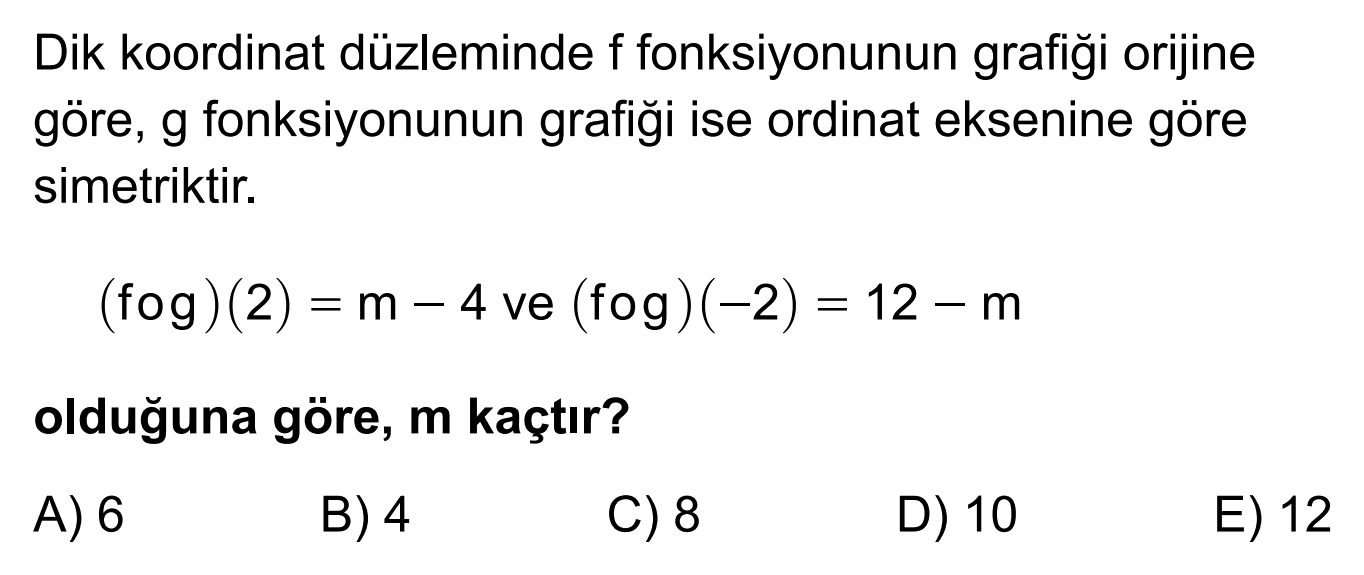 Dik koordinat düzleminde f fonksiyonunun grafiği orijine
göre, g fonksiyonunun grafiği ise ordinat eksenine göre
simetriktir.
(fog)(2) = m – 4 ve (fog)(–2) = 12 – m
olduğuna göre, m kaçtır?
A) 6 B) 4 C) 8 D) 10 E) 12